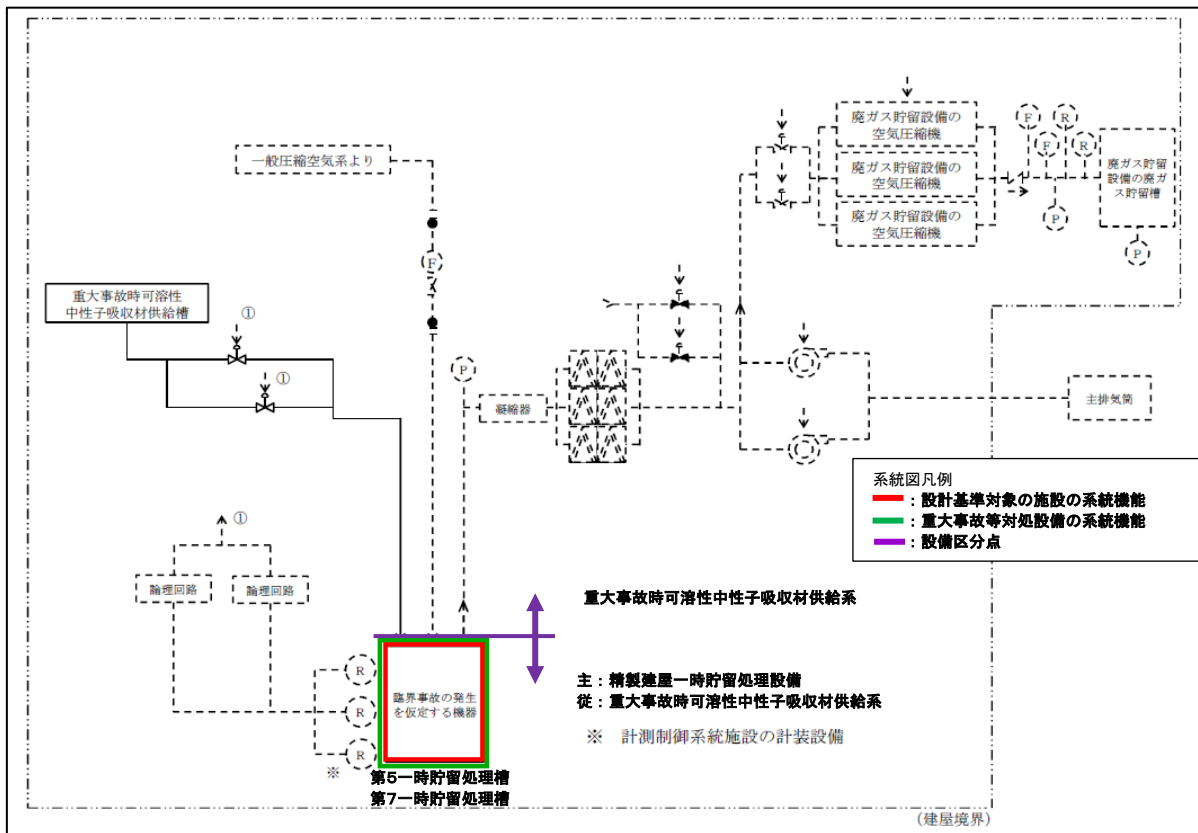 廃ガス貯留設備の
空気圧縮機
廃ガス貯留設備の
空気圧縮機
廃ガス貯留設備の
空気圧縮機
F
R
F
R
廃ガス貯留
設備の廃ガ
ス貯留槽
P
P
一般圧縮空気系より
F
重大事故時可溶性
中性子吸収材供給槽
①
①
P
凝縮器
主排気筒
系統図凡例
:設計基準対象の施設の系統機能
:重大事故等対処設備の系統機能
:設備区分点
①
論理回路
論理回路
重大事故時可溶性中性子吸収材供給系
R
R
R
臨界事故の発生
を仮定する機器
主:精製建屋一時貯留処理設備
従:重大事故時可溶性中性子吸収材供給系
※ 計測制御系統施設の計装設備
※
第5一時貯留処理槽
第7一時貯留処理槽
(建屋境界)